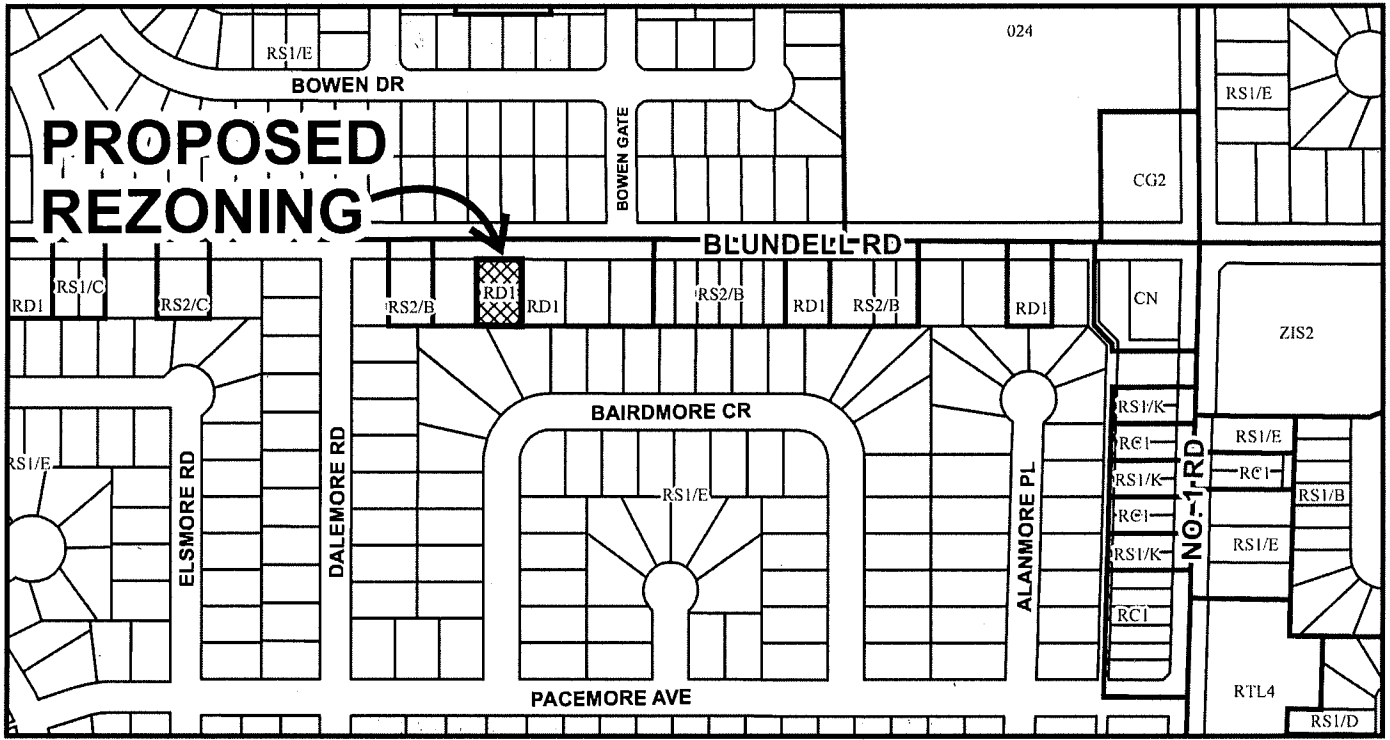 024
RS1/E
BOWEN DR
RS1/E
BOWEN GATE
PROPOSED
REZONING
CG2
BLUNDELL RD
RD1
RS1/C
RS2/C
RS2/B
RD1
RD1
RS2/B
RD1
RS2/B
RD1
CN
ZIS2
BAIRDMORE CR
RS1/K
RC1
RS1/K
RC1
RS1/K
RC1
NO. 1 RD
RS1/E
RC1
RS1/B
RS1/E
RS1/E
ELSMORE RD
DALEMORE RD
RS1/E
ALANMORE PL
PACEMORE AVE
RTL4
RS1/D